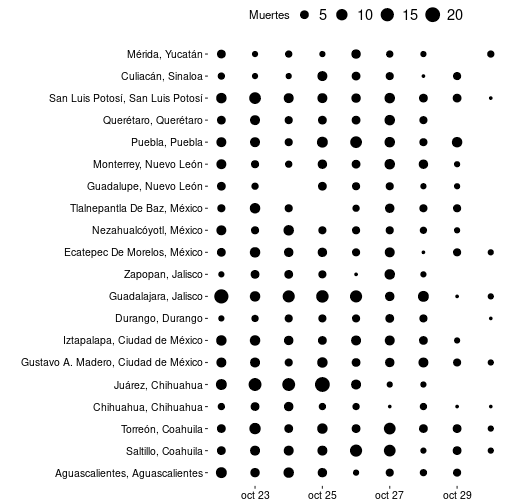 Muertes 5 10 15 20
Mérida, Yucatán
Culiacán, Sinaloa
San Luis Potosí, San Luis Potosí
Querétaro, Querétaro
Puebla, Puebla
Monterrey, Nuevo León
Guadalupe, Nuevo León
Tlalnepantla De Baz, México
Nezahualcóyotl, México
Ecatepec De Morelos, México
Zapopan, Jalisco
Guadalajara, Jalisco
Durango, Durango
Iztapalapa, Ciudad de México
Gustavo A. Madero, Ciudad de México
Juárez, Chihuahua
Chihuahua, Chihuahua
Torreón, Coahuila
Saltillo, Coahuila
Aguascalientes, Aguascalientes
oct 23 oct 25 oct 27 oct 29